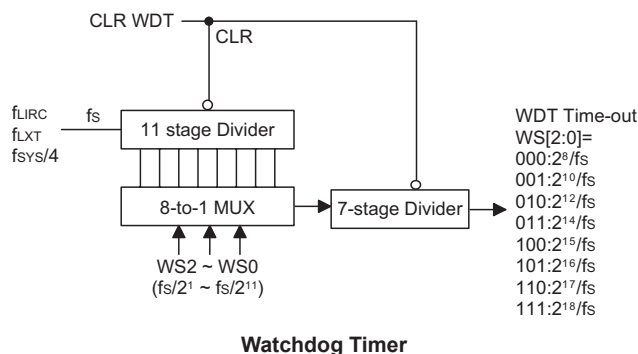 CLR WDT
CLR
fLIRC
fLXT
fSYS/4
fS
11 stage Divider
8-to-1 MUX
7-stage Divider
WS2 ~ WS0
(fS/2¹ ~ fS/2¹¹)
WDT Time-out
WS[2:0]=
000:2⁸/fS
001:2¹⁰/fS
010:2¹²/fS
011:2¹⁴/fS
100:2¹⁵/fS
101:2¹⁶/fS
110:2¹⁷/fS
111:2¹⁸/fS
Watchdog Timer